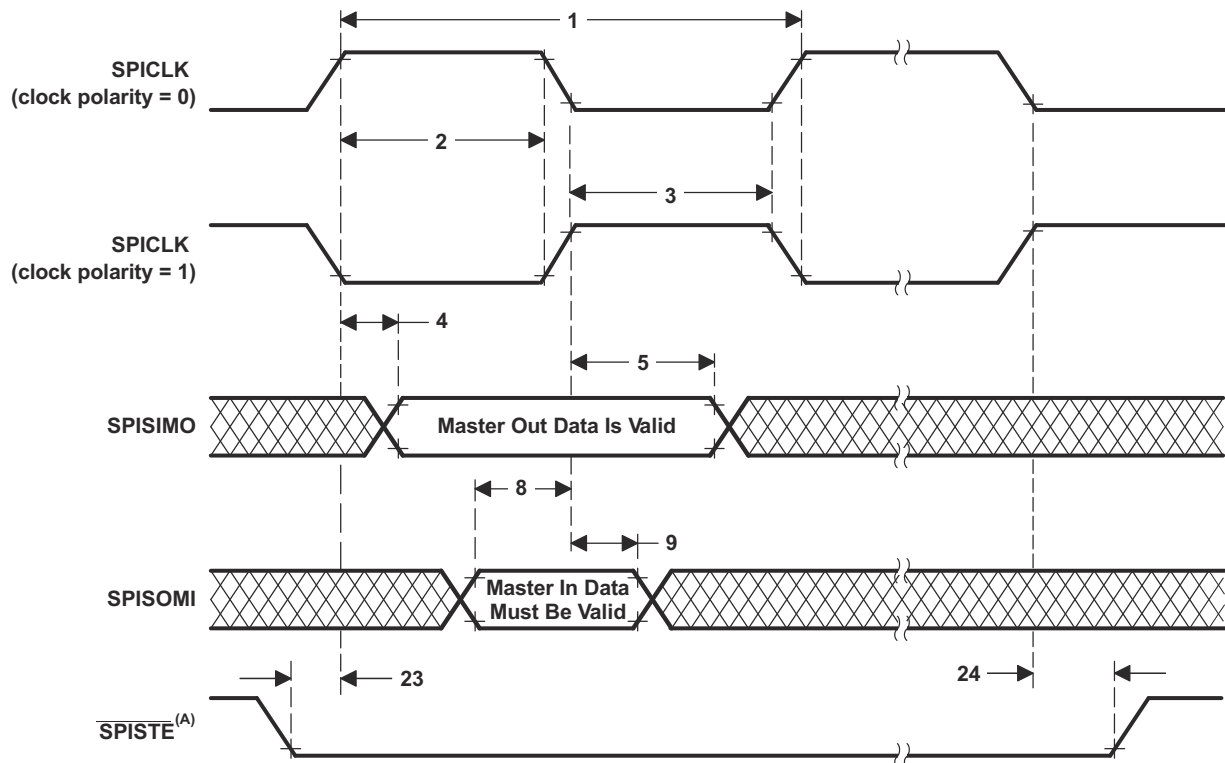 1
SPICLK
(clock polarity = 0)
2
3
SPICLK
(clock polarity = 1)
4
5
SPISIMO
Master Out Data Is Valid
8
9
SPISOMI
Master In Data
Must Be Valid
23
24
SPISTE(A)